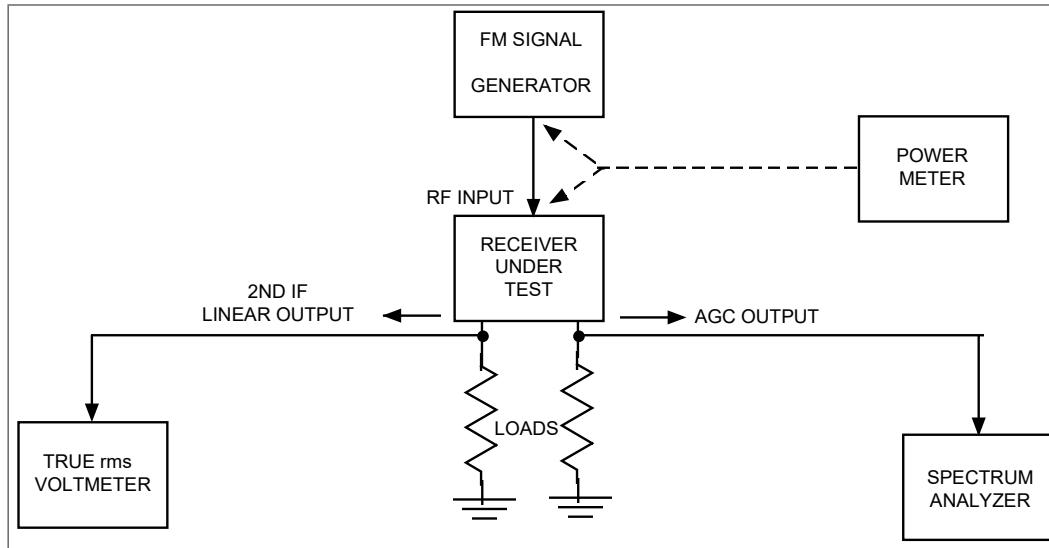 FM SIGNAL
GENERATOR
POWER
METER
RF INPUT
RECEIVER
UNDER
TEST
2ND IF
LINEAR OUTPUT
AGC OUTPUT
LOADS
TRUE rms
VOLTMETER
SPECTRUM
ANALYZER